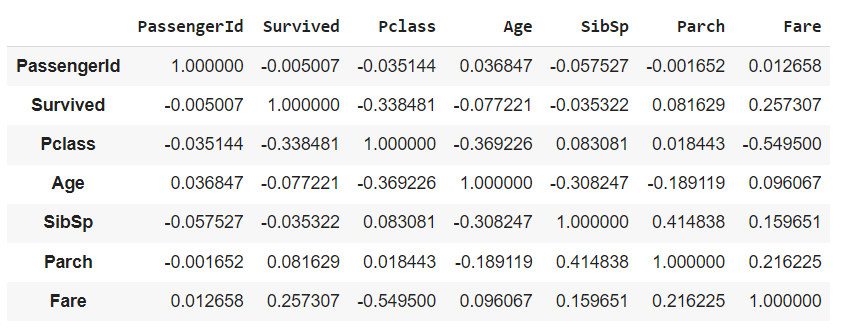 PassengerId Survived Pclass Age SibSp Parch Fare
PassengerId 1.000000 -0.005007 -0.035144 0.036847 -0.057527 -0.001652 0.012658
Survived -0.005007 1.000000 -0.338481 -0.077221 -0.035322 0.081629 0.257307
Pclass -0.035144 -0.338481 1.000000 -0.369226 0.083081 0.018443 -0.549500
Age 0.036847 -0.077221 -0.369226 1.000000 -0.308247 -0.189119 0.096067
SibSp -0.057527 -0.035322 0.083081 -0.308247 1.000000 0.414838 0.159651
Parch -0.001652 0.081629 0.018443 -0.189119 0.414838 1.000000 0.216225
Fare 0.012658 0.257307 -0.549500 0.096067 0.159651 0.216225 1.000000